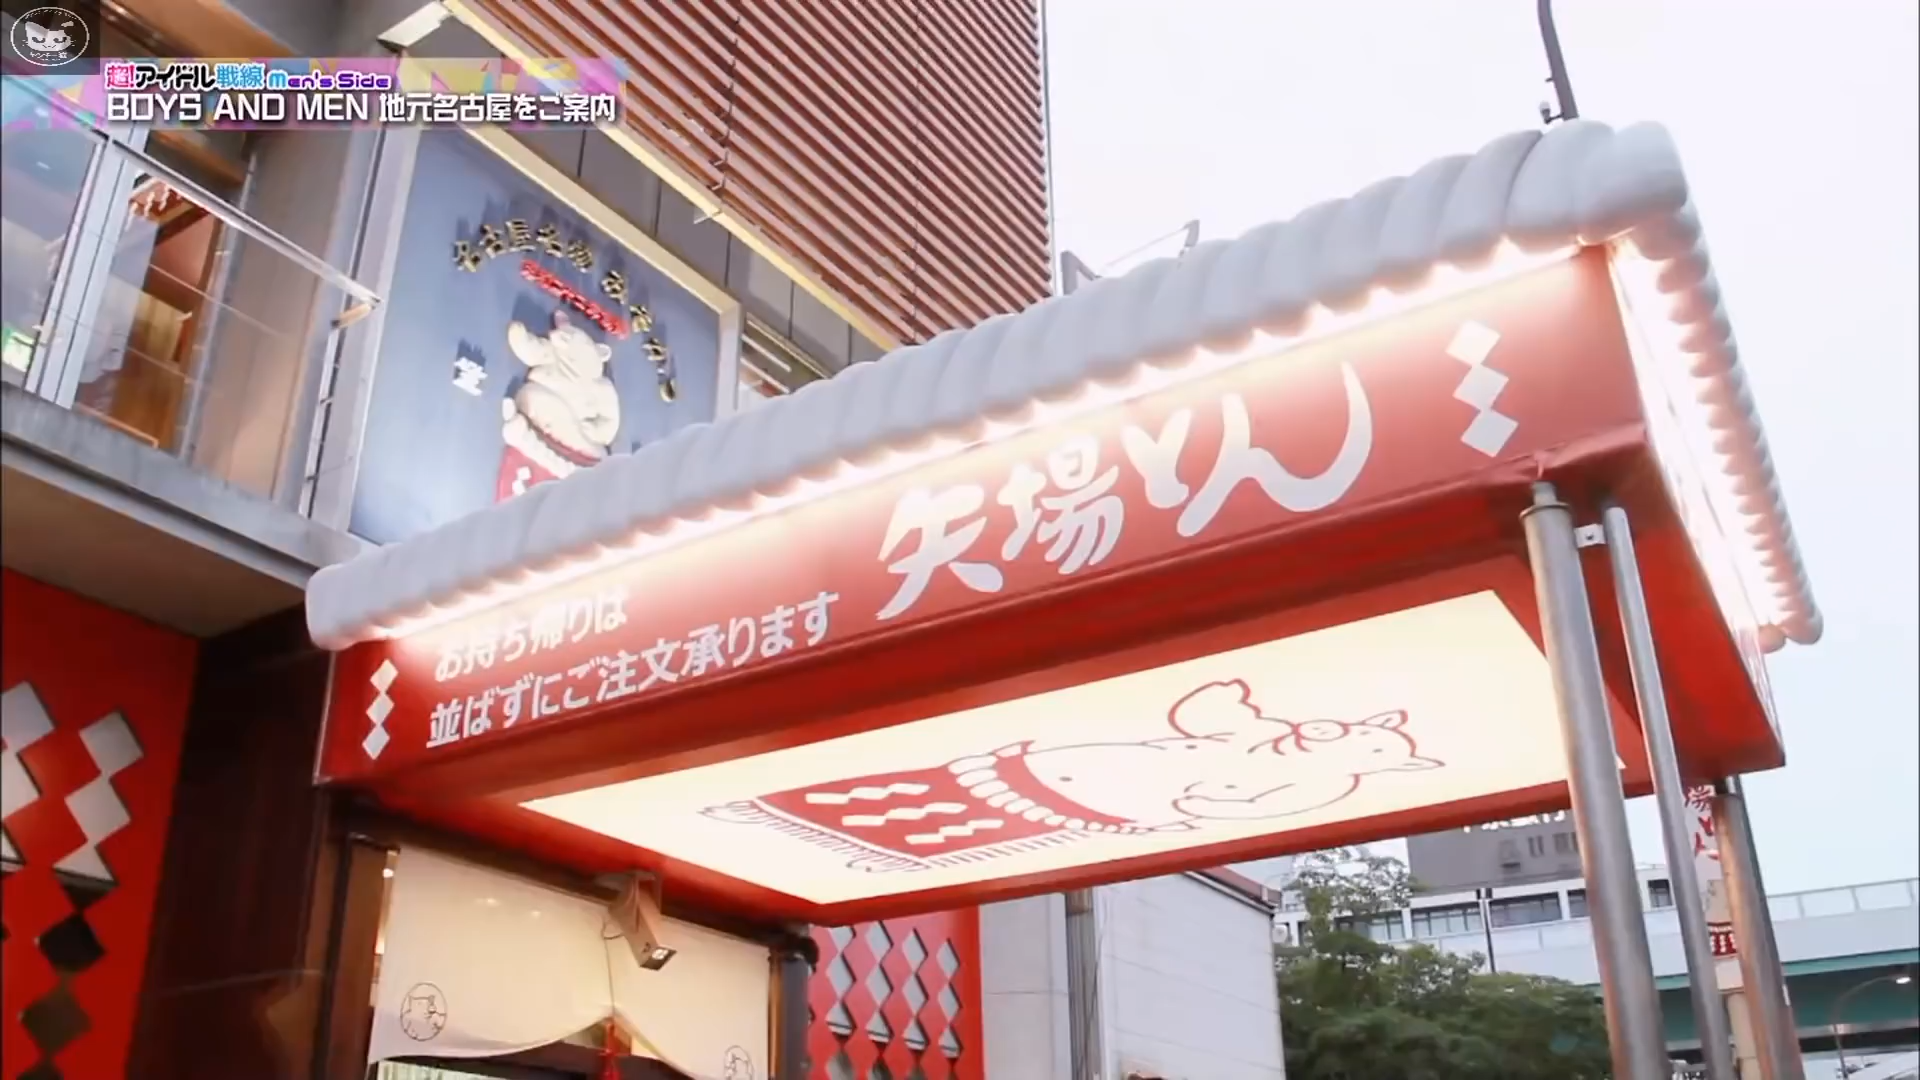 超!アイドル戦線 Men's Side
BOYS AND MEN 地元名古屋をご案内
名古屋名物 みそかつ
矢場とん
お持ち帰りは
並ばずにご注文承ります